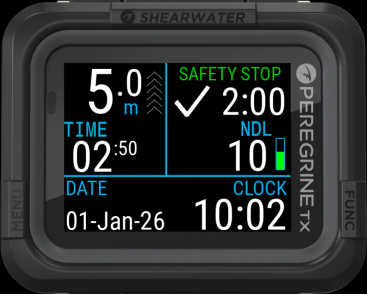 SHEARWATER
5.0 m
SAFETY STOP
2:00
TIME
02:50
NDL
10
DATE
01-Jan-26
CLOCK
10:02
PEREGRINE TX
MENU
FUNC